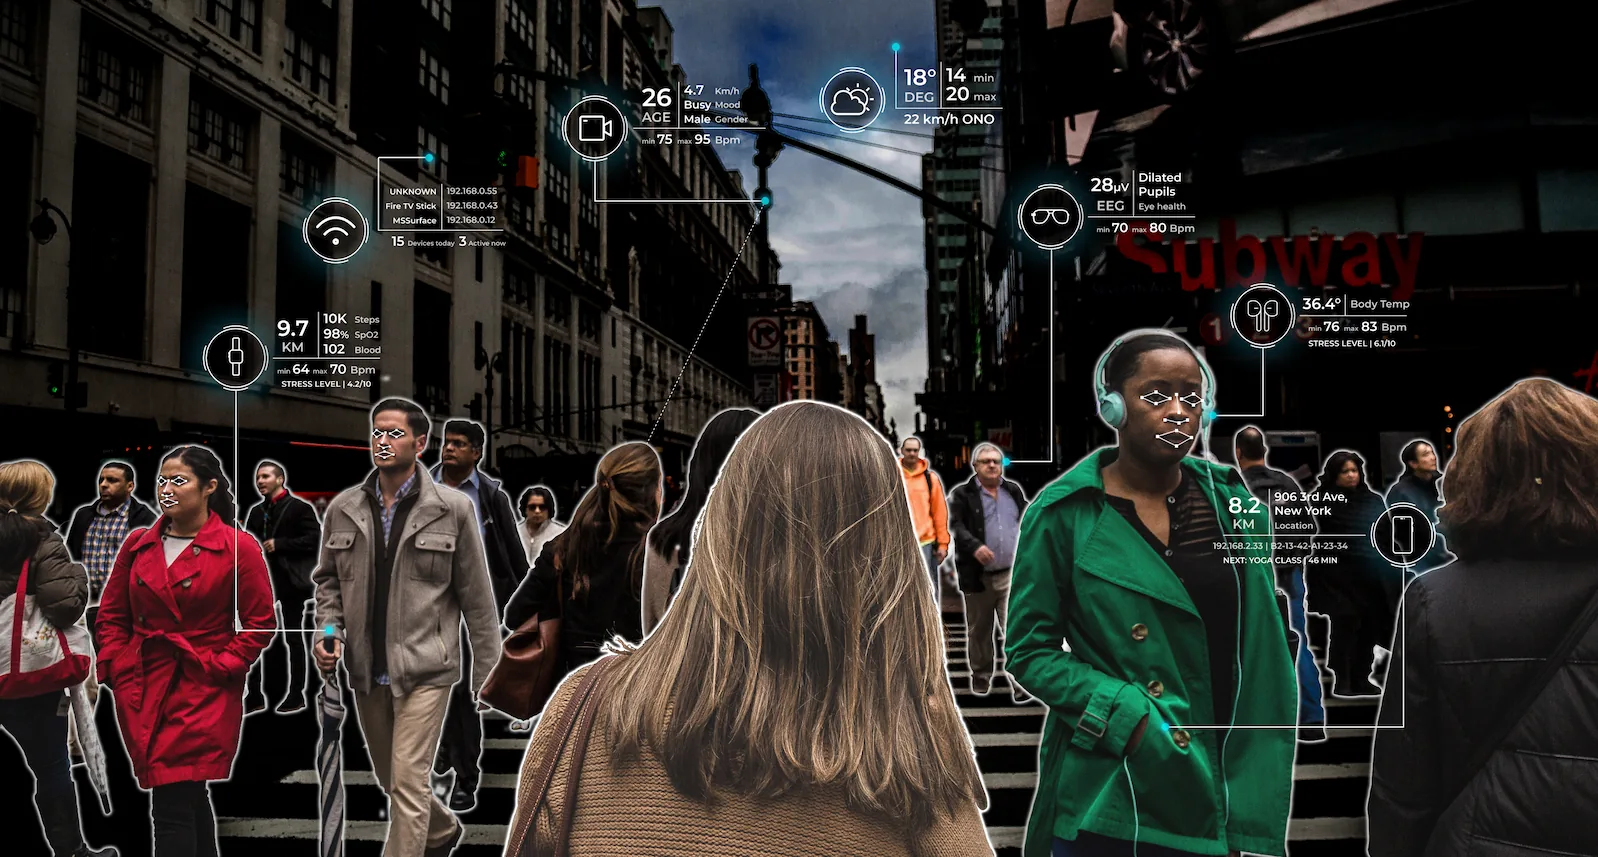 26 AGE
4.7 Km/h
Busy Mood
Male Gender
min 75 max 95 Bpm
18° DEG
14 min
20 max
22 km/h ONO
UNKNOWN 192.168.0.55
Fire TV Stick 192.168.0.43
MSSurface 192.168.0.12
15 Devices today 3 Active now
28µV EEG
Dilated
Pupils
Eye health
min 70 max 80 Bpm
Subway
9.7 KM
10K Steps
98% SpO2
102 Blood
min 64 max 70 Bpm
STRESS LEVEL | 4.2/10
36.4° Body Temp
min 76 max 83 Bpm
STRESS LEVEL | 6.1/10
8.2 KM
906 3rd Ave,
New York
Location
192.168.2.33 | B2-13-42-A1-23-34
NEXT: YOGA CLASS | 46 MIN